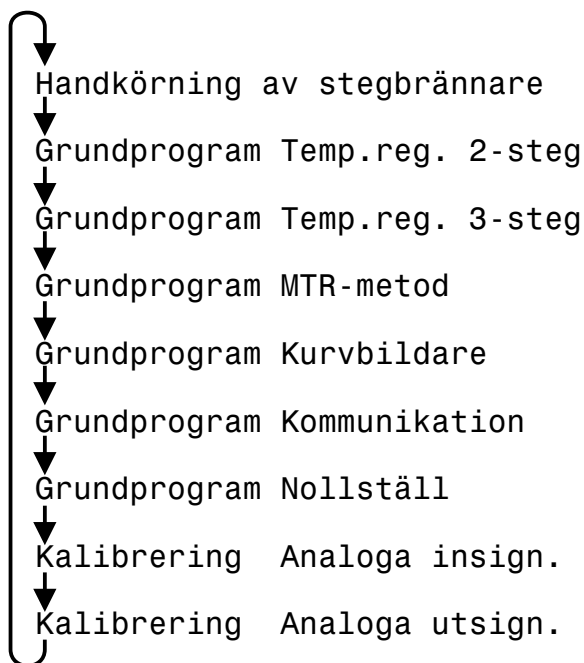 Handkörning av stegbrännare
Grundprogram Temp.reg. 2-steg
Grundprogram Temp.reg. 3-steg
Grundprogram MTR-metod
Grundprogram Kurvbildare
Grundprogram Kommunikation
Grundprogram Nollställ
Kalibrering  Analoga insign.
Kalibrering  Analoga utsign.